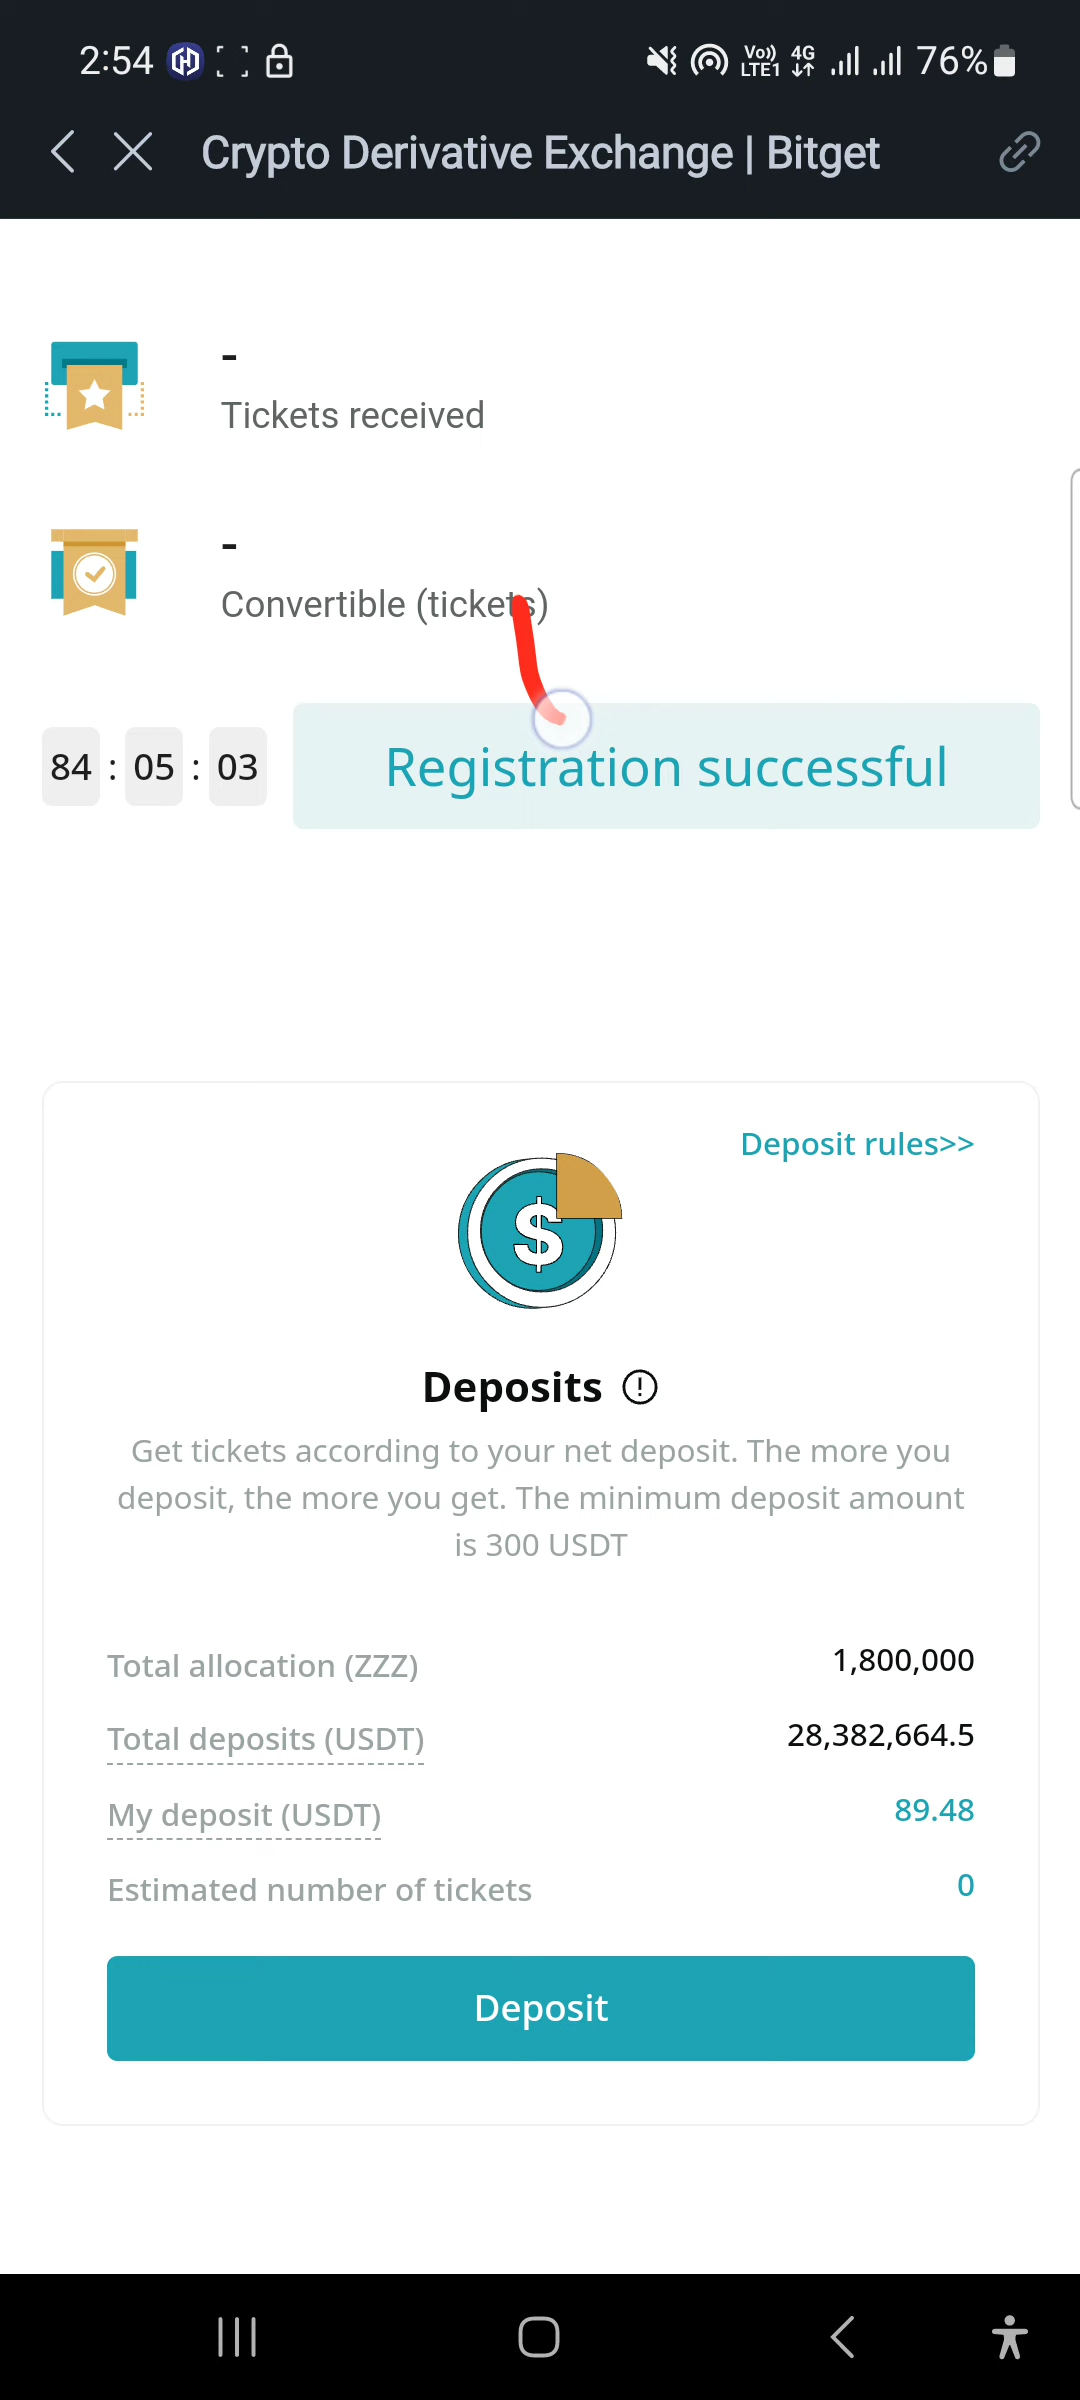 2:54
Vo)) LTE1 4G 76%
Crypto Derivative Exchange | Bitget
-
Tickets received
-
Convertible (tickets)
84 : 05 : 03
Registration successful
Deposit rules>>
$
Deposits
Get tickets according to your net deposit. The more you
deposit, the more you get. The minimum deposit amount
is 300 USDT
Total allocation (ZZZ) 1,800,000
Total deposits (USDT) 28,382,664.5
My deposit (USDT) 89.48
Estimated number of tickets 0
Deposit